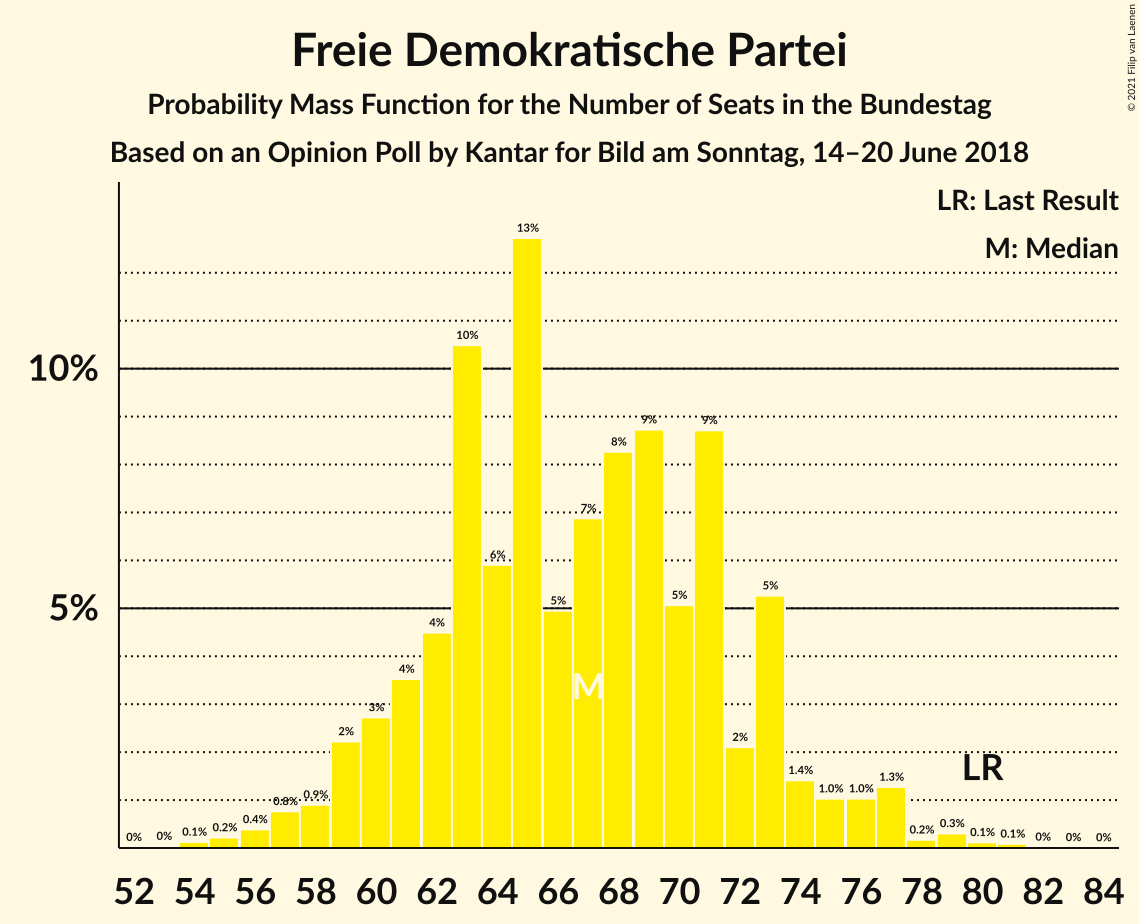 © 2021 Filip van Laenen
Freie Demokratische Partei
Probability Mass Function for the Number of Seats in the Bundestag
Based on an Opinion Poll by Kantar for Bild am Sonntag, 14–20 June 2018
LR: Last Result
M: Median
10%
5%
0% 0% 0.1% 0.2% 0.4% 0.8% 0.9% 2% 3% 4% 4% 10% 6% 13% 5% 7% 8% 9% 5% 9% 2% 5% 1.4% 1.0% 1.0% 1.3% 0.2% 0.3% 0.1% 0.1% 0% 0% 0%
M
LR
52 54 56 58 60 62 64 66 68 70 72 74 76 78 80 82 84